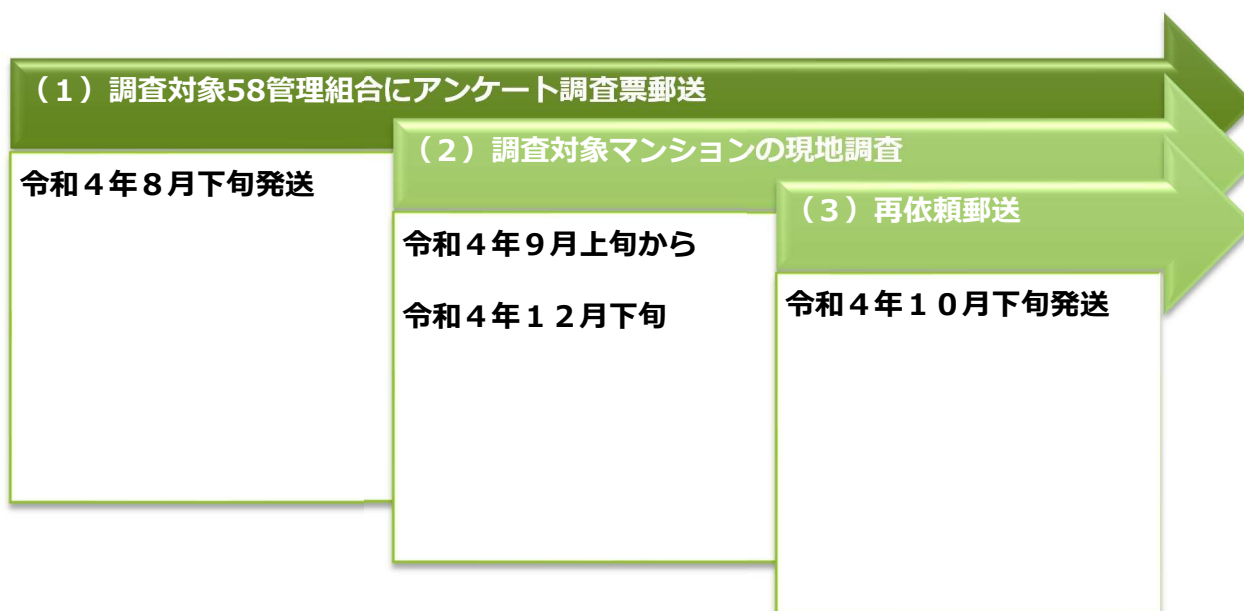 （１）調査対象58管理組合にアンケート調査票郵送
令和４年８月下旬発送
（２）調査対象マンションの現地調査
令和４年９月上旬から
令和４年１２月下旬
（３）再依頼郵送
令和４年１０月下旬発送